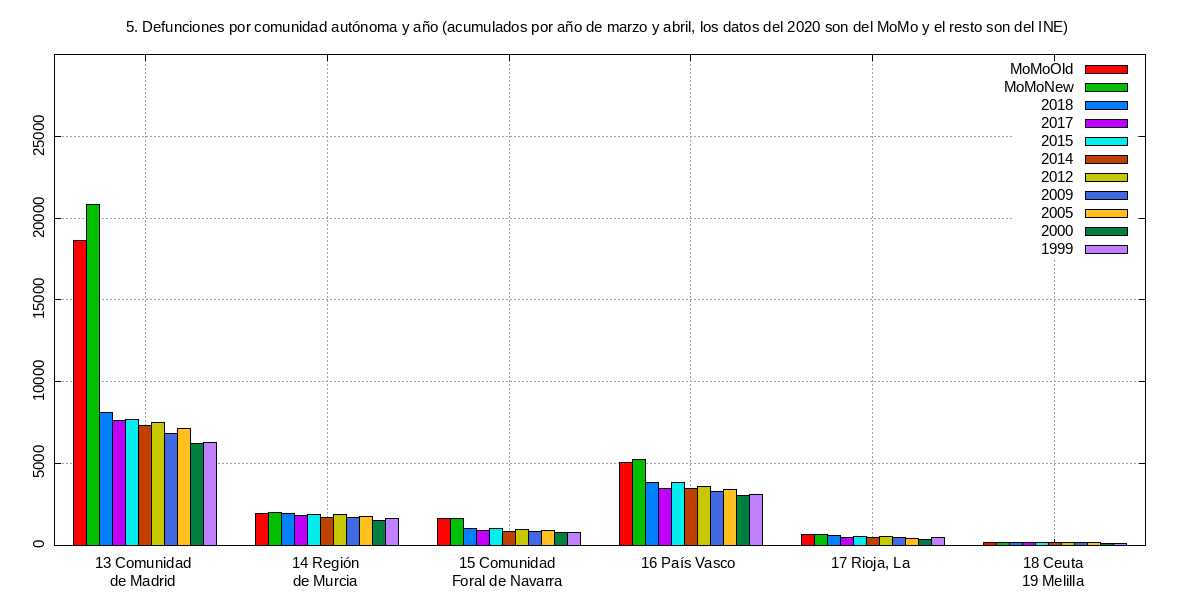 5. Defunciones por comunidad autónoma y año (acumulados por año de marzo y abril, los datos del 2020 son del MoMo y el resto son del INE)
MoMoOld
MoMoNew
2018
2017
2015
2014
2012
2009
2005
2000
1999
25000
20000
15000
10000
5000
0
13 Comunidad
de Madrid
14 Región
de Murcia
15 Comunidad
Foral de Navarra
16 País Vasco
17 Rioja, La
18 Ceuta
19 Melilla